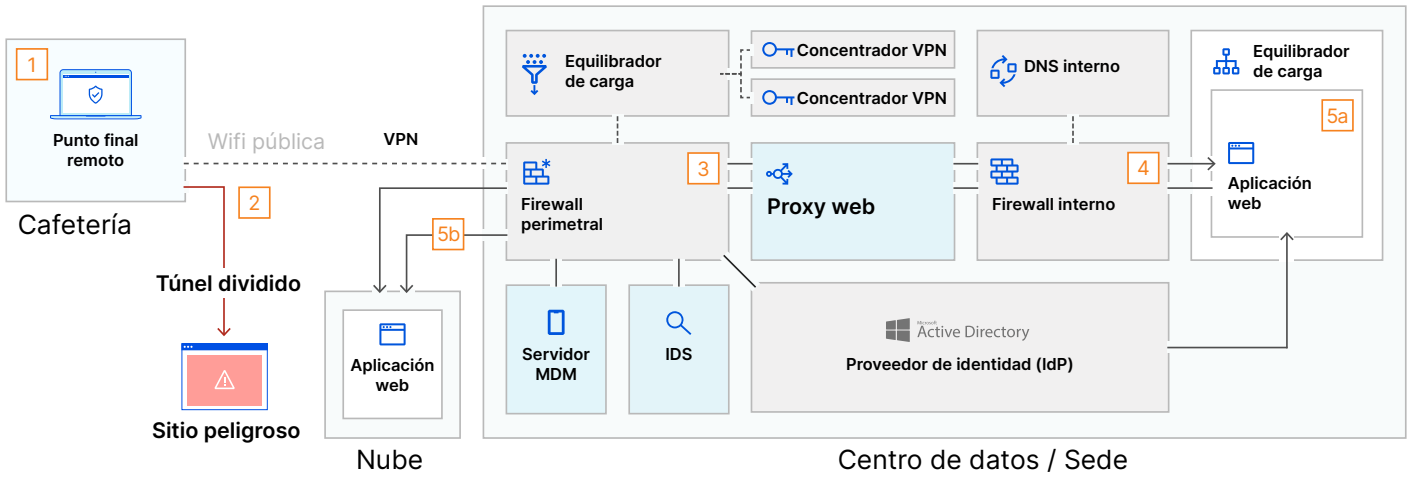 1
Punto final
remoto
Cafetería
Wifi pública
VPN
2
Túnel dividido
Sitio peligroso
5b
Aplicación
web
Nube
Equilibrador
de carga
Concentrador VPN
Concentrador VPN
DNS interno
Equilibrador
de carga
5a
Aplicación
web
3
Firewall
perimetral
Proxy web
4
Firewall interno
Servidor
MDM
IDS
Microsoft
Active Directory
Proveedor de identidad (IdP)
Centro de datos / Sede